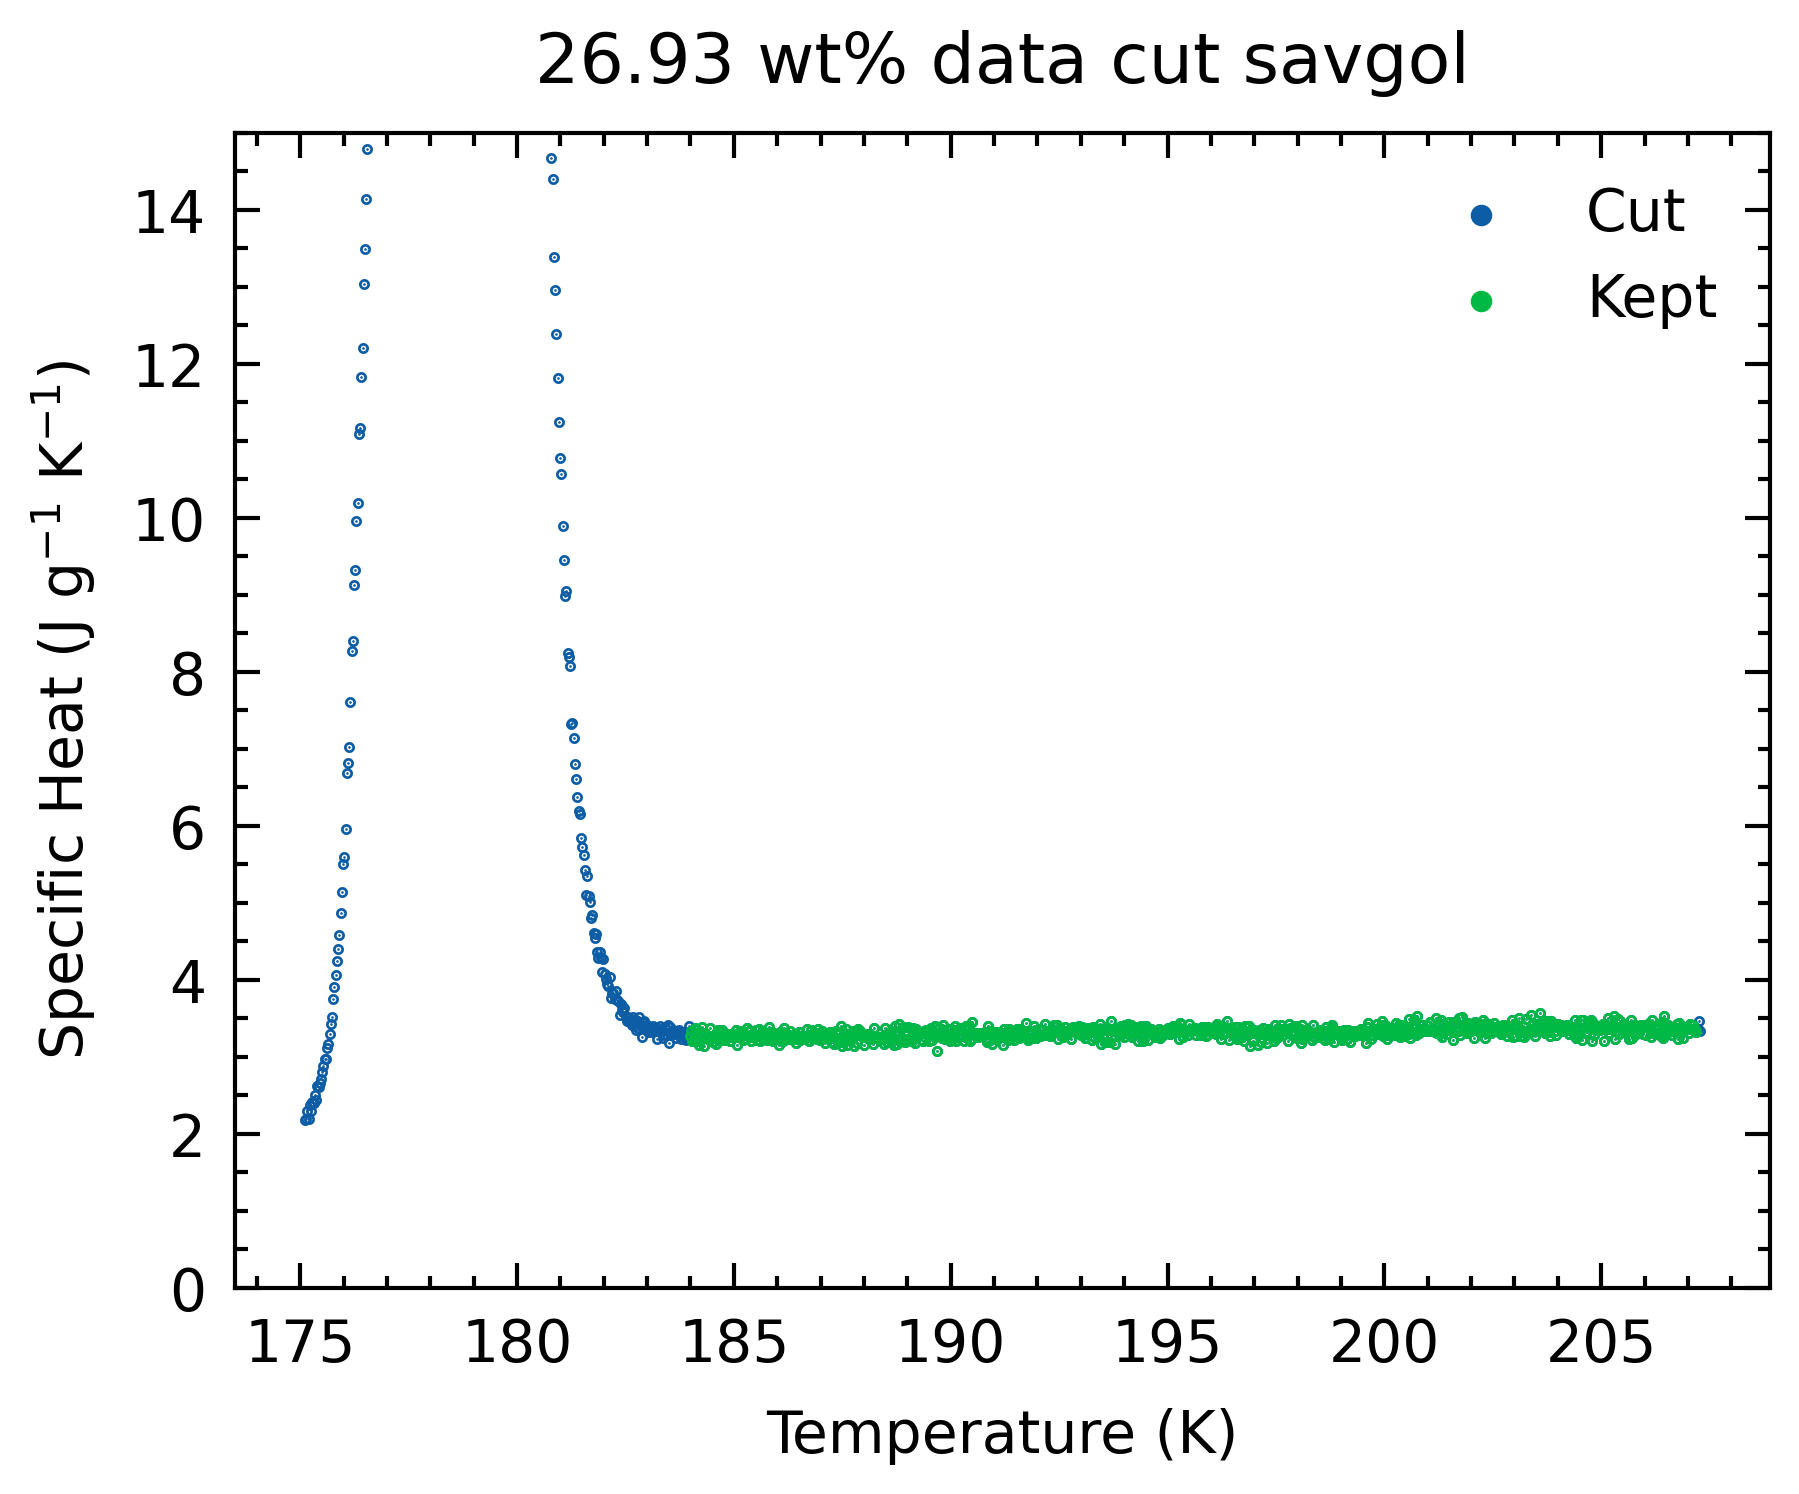 26.93 wt% data cut savgol
Cut
Kept
14
12
10
8
6
4
2
0
Specific Heat (J g⁻¹ K⁻¹)
175 180 185 190 195 200 205
Temperature (K)